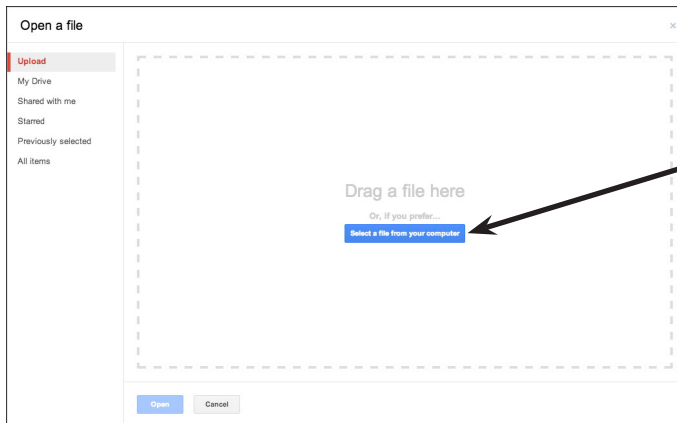 Open a file
×
Upload
My Drive
Shared with me
Starred
Previously selected
All items
Drag a file here
Or, if you prefer...
Select a file from your computer
Open
Cancel